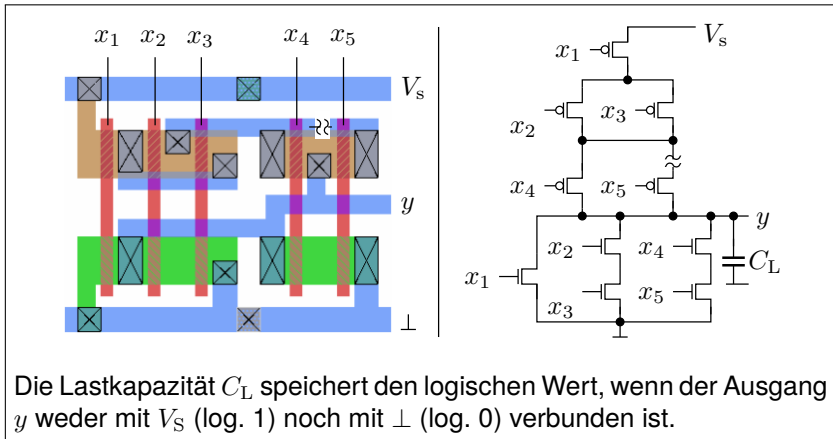 x1 x2 x3 x4 x5
Vs
y
⊥
Vs
x1
x2 x3
x4 x5
y
x2 x4
CL
x1
x3 x5
Die Lastkapazität CL speichert den logischen Wert, wenn der Ausgang
y weder mit VS (log. 1) noch mit ⊥ (log. 0) verbunden ist.